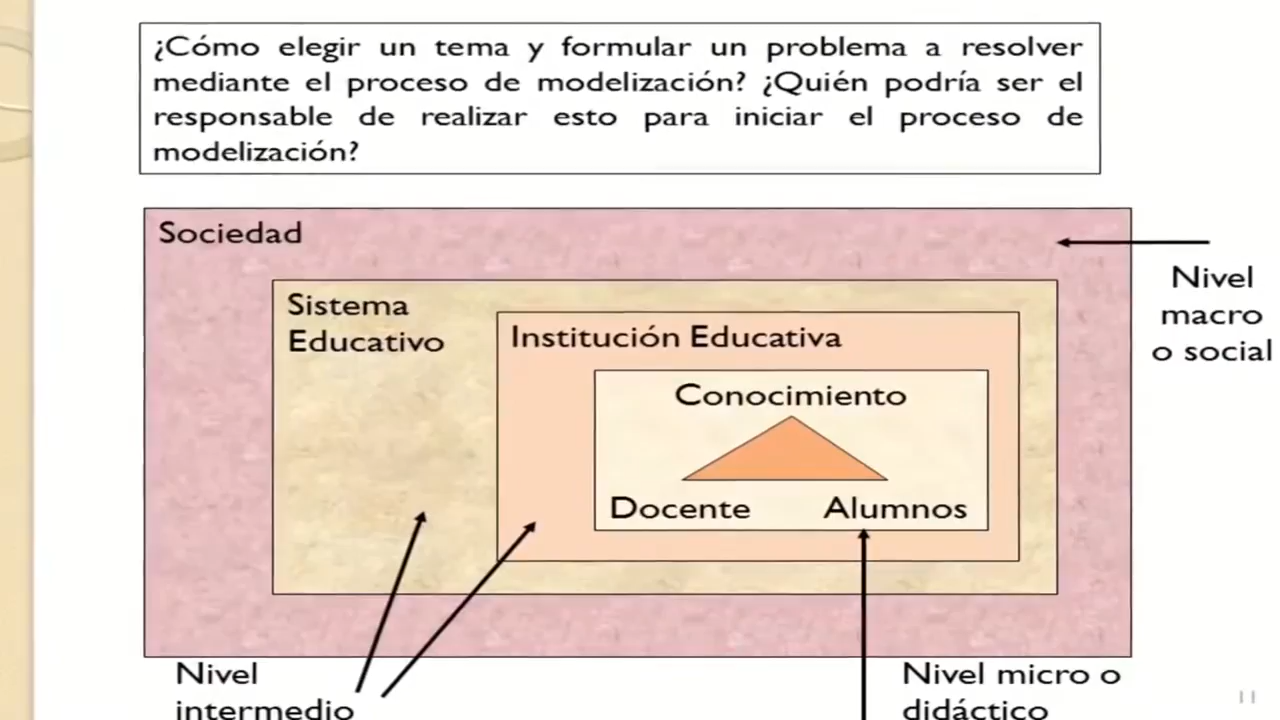 ¿Cómo elegir un tema y formular un problema a resolver
mediante el proceso de modelización? ¿Quién podría ser el
responsable de realizar esto para iniciar el proceso de
modelización?
Sociedad
Nivel
macro
o social
Sistema
Educativo
Institución Educativa
Conocimiento
Docente
Alumnos
Nivel
intermedio
Nivel micro o
didáctico
11